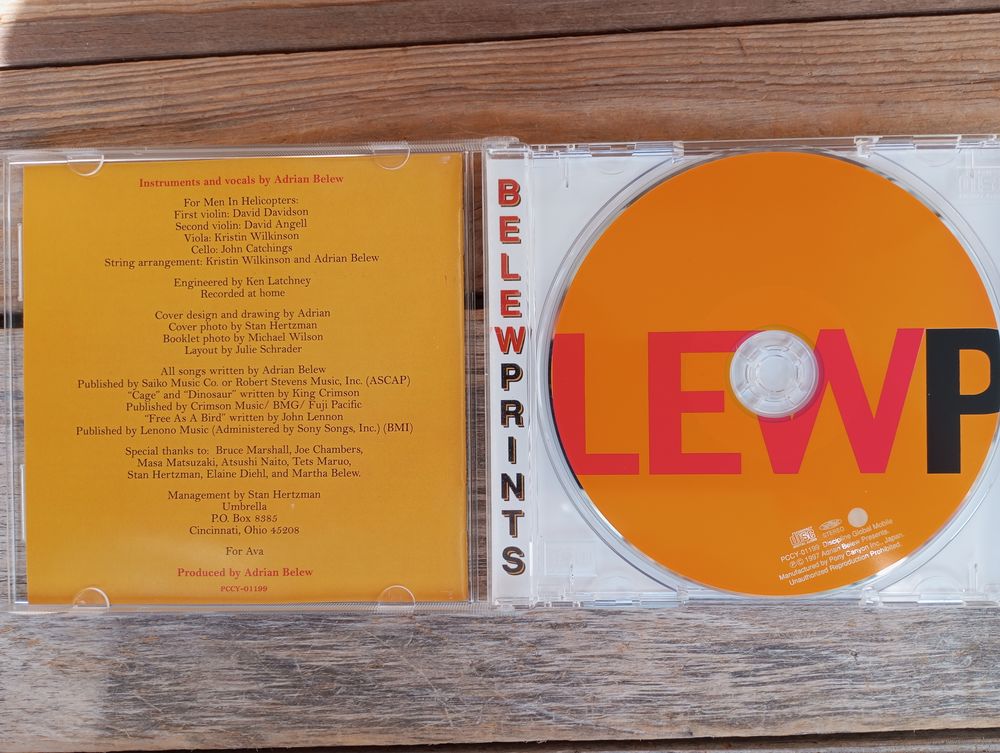 Instruments and vocals by Adrian Belew
For Men In Helicopters:
First violin: David Davidson
Second violin: David Angell
Viola: Kristin Wilkinson
Cello: John Catchings
String arrangement: Kristin Wilkinson and Adrian Belew
Engineered by Ken Latchney
Recorded at home
Cover design and drawing by Adrian
Cover photo by Stan Hertzman
Booklet photo by Michael Wilson
Layout by Julie Schrader
All songs written by Adrian Belew
Published by Saiko Music Co. or Robert Stevens Music, Inc. (ASCAP)
“Cage” and “Dinosaur” written by King Crimson
Published by Crimson Music/ BMG/ Fuji Pacific
“Free As A Bird” written by John Lennon
Published by Lenono Music (Administered by Sony Songs, Inc.) (BMI)
Special thanks to: Bruce Marshall, Joe Chambers,
Masa Matsuzaki, Atsushi Naito, Tets Maruo,
Stan Hertzman, Elaine Diehl, and Martha Belew.
Management by Stan Hertzman
Umbrella
P.O. Box 8385
Cincinnati, Ohio 45208
For Ava
Produced by Adrian Belew
PCCY-01199
BELEWPRINTS
LEWP
STEREO
PCCY-01199 Discipline Global Mobile
℗© 1997 Adrian Belew Presents.
Manufactured by Pony Canyon Inc., Japan.
Unauthorized Reproduction Prohibited.